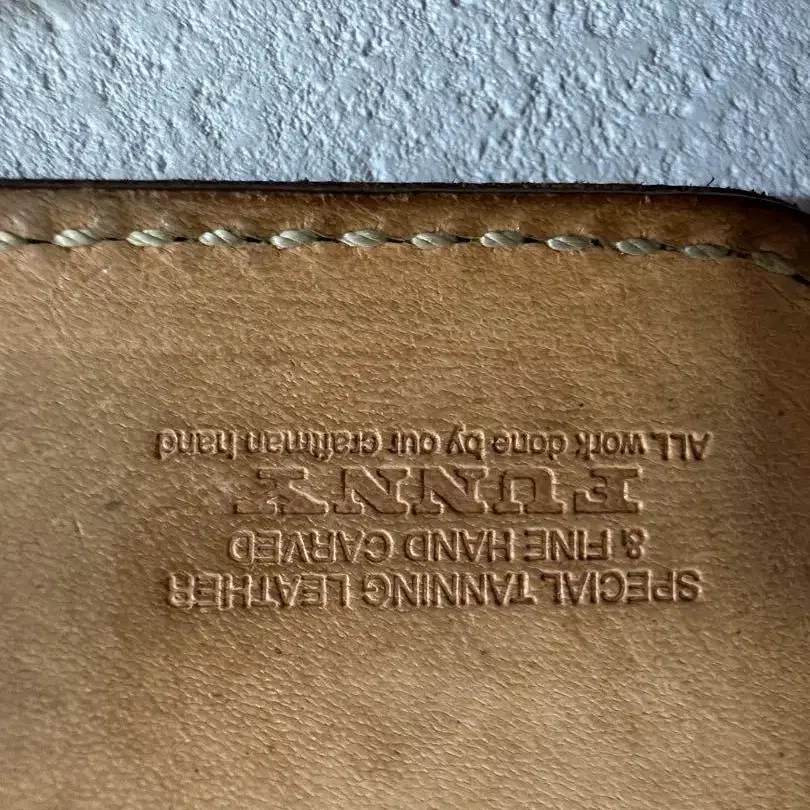 SPECIAL TANNING LEATHER
& FINE HAND CARVED
FUNNY
ALL work done by our craftman hand